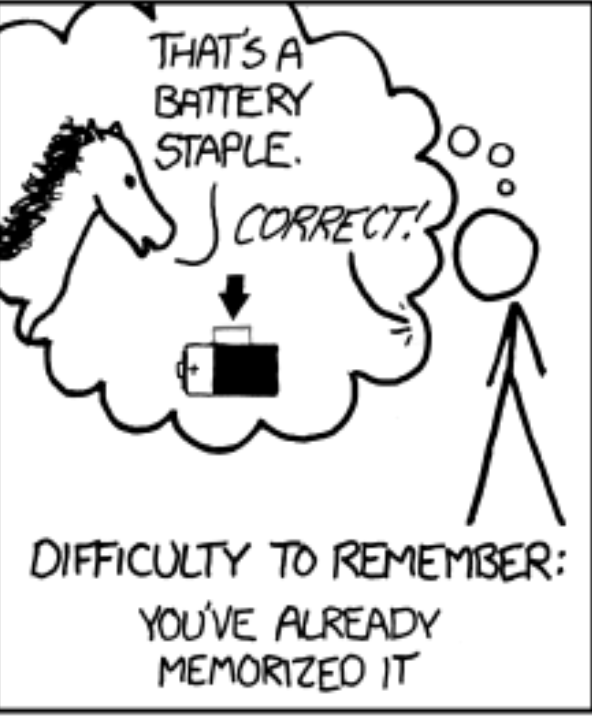 THAT'S A
BATTERY
STAPLE.
CORRECT!
+
DIFFICULTY TO REMEMBER:
YOU'VE ALREADY
MEMORIZED IT